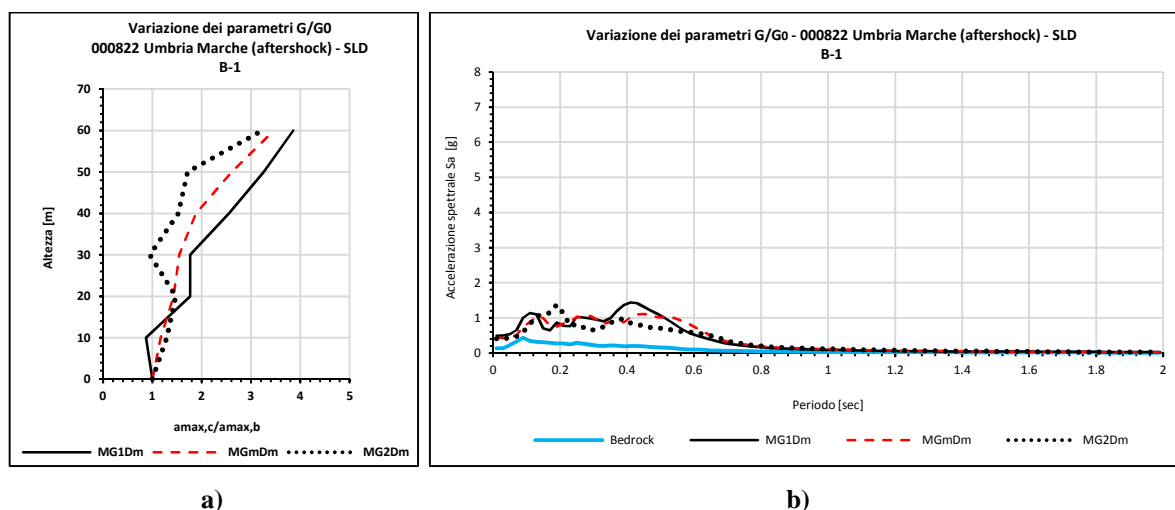 Variazione dei parametri G/G0
000822 Umbria Marche (aftershock) - SLD
B-1
70
60
50
40
30
20
10
0
Altezza [m]
0 1 2 3 4 5
amax,c/amax,b
MG1Dm MGmDm MG2Dm
a)
Variazione dei parametri G/G0 - 000822 Umbria Marche (aftershock) - SLD
B-1
8
7
6
5
4
3
2
1
0
Accelerazione spettrale Sa [g]
0 0.2 0.4 0.6 0.8 1 1.2 1.4 1.6 1.8 2
Periodo [sec]
Bedrock MG1Dm MGmDm MG2Dm
b)